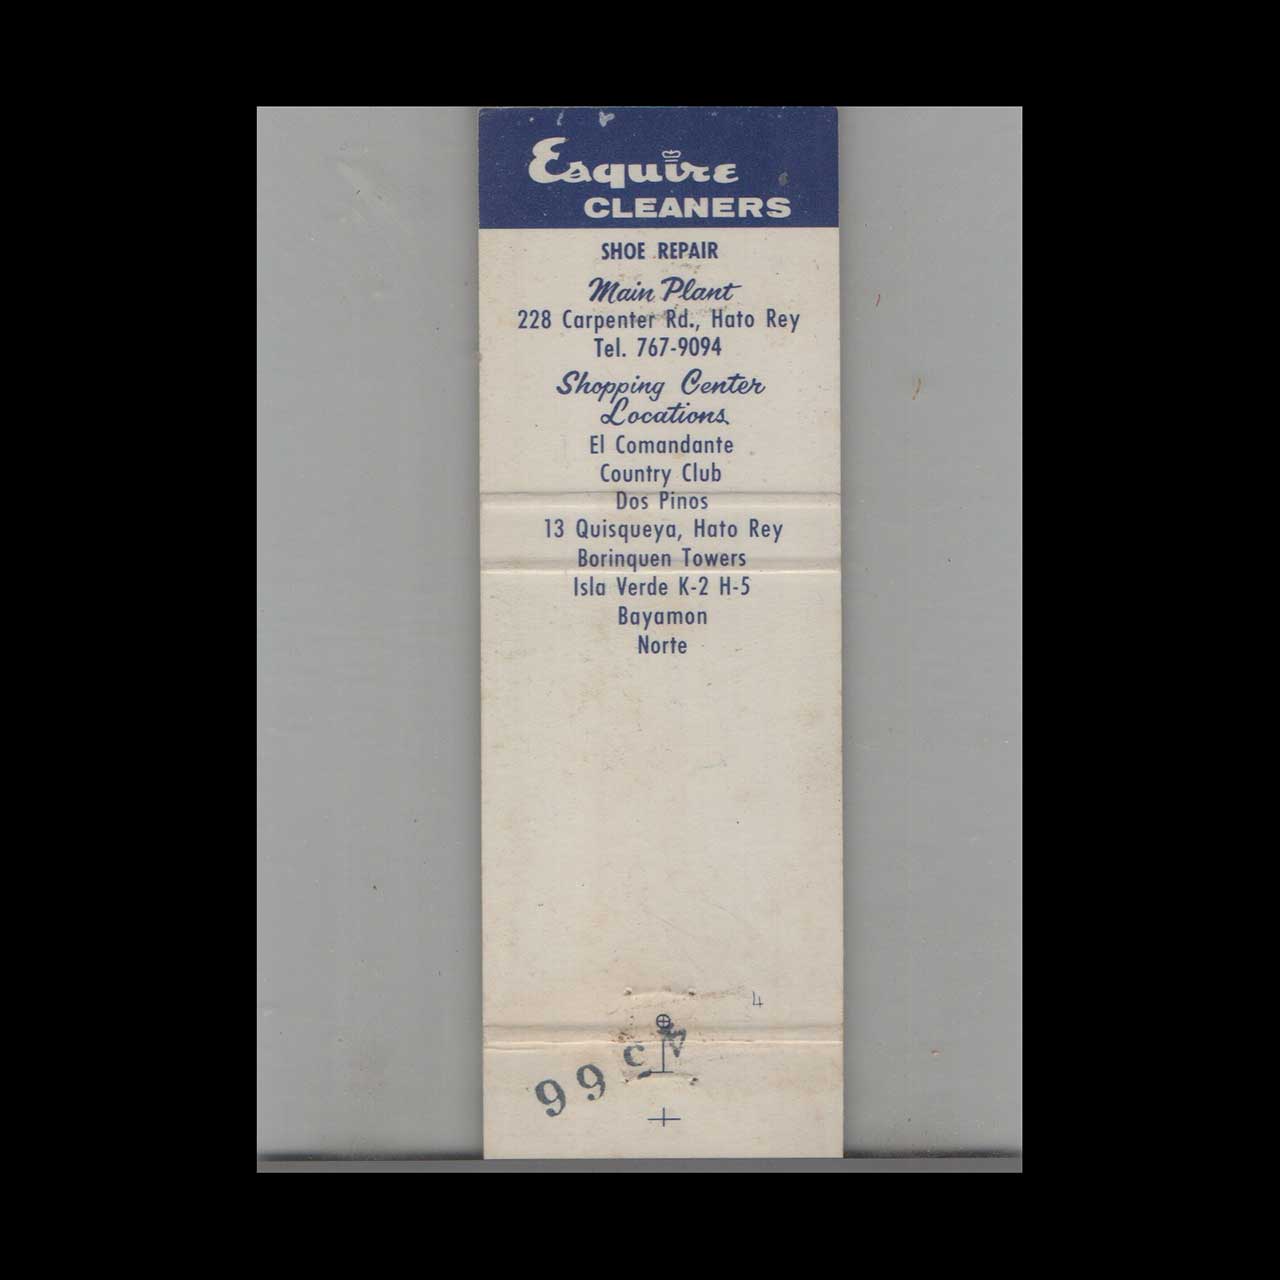 Esquire
CLEANERS
SHOE REPAIR
Main Plant
228 Carpenter Rd., Hato Rey
Tel. 767-9094
Shopping Center
Locations
El Comandante
Country Club
Dos Pinos
13 Quisqueya, Hato Rey
Borinquen Towers
Isla Verde K-2 H-5
Bayamon
Norte
4